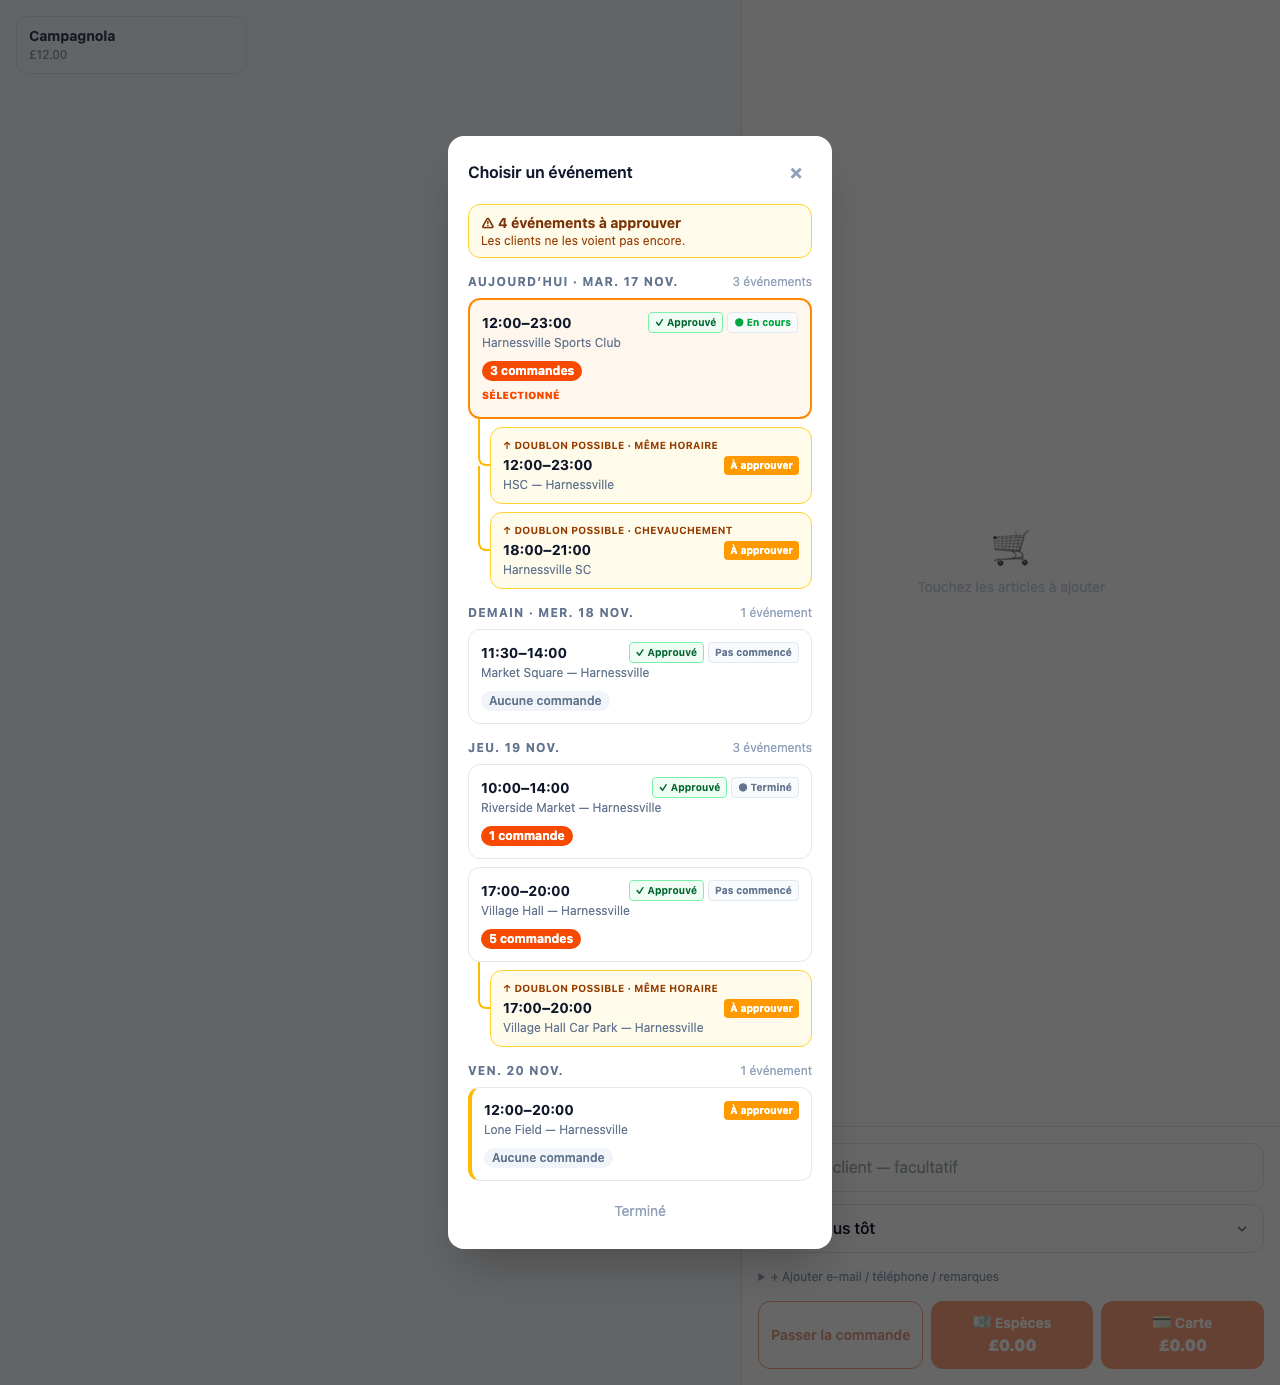 Campagnola
£12.00
Choisir un événement
4 événements à approuver
Les clients ne les voient pas encore.
AUJOURD'HUI · MAR. 17 NOV.
3 événements
12:00–23:00
✓ Approuvé
En cours
Harnessville Sports Club
3 commandes
SÉLECTIONNÉ
↑ DOUBLON POSSIBLE · MÊME HORAIRE
12:00–23:00
À approuver
HSC — Harnessville
↑ DOUBLON POSSIBLE · CHEVAUCHEMENT
18:00–21:00
À approuver
Harnessville SC
Touchez les articles à ajouter
DEMAIN · MER. 18 NOV.
1 événement
11:30–14:00
✓ Approuvé
Pas commencé
Market Square — Harnessville
Aucune commande
JEU. 19 NOV.
3 événements
10:00–14:00
✓ Approuvé
Terminé
Riverside Market — Harnessville
1 commande
17:00–20:00
✓ Approuvé
Pas commencé
Village Hall — Harnessville
5 commandes
↑ DOUBLON POSSIBLE · MÊME HORAIRE
17:00–20:00
À approuver
Village Hall Car Park — Harnessville
VEN. 20 NOV.
1 événement
12:00–20:00
À approuver
Lone Field — Harnessville
Aucune commande
Terminé
client — facultatif
tôt
+ Ajouter e-mail / téléphone / remarques
Passer la commande
Espèces
£0.00
Carte
£0.00